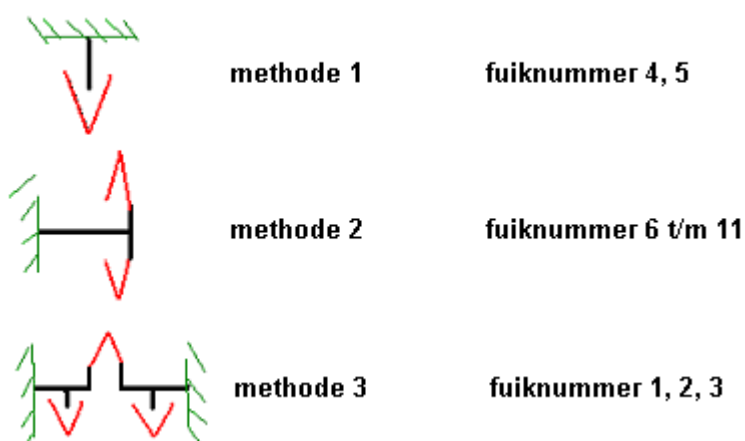 methode 1 fuiknummer 4, 5
methode 2 fuiknummer 6 t/m 11
methode 3 fuiknummer 1, 2, 3